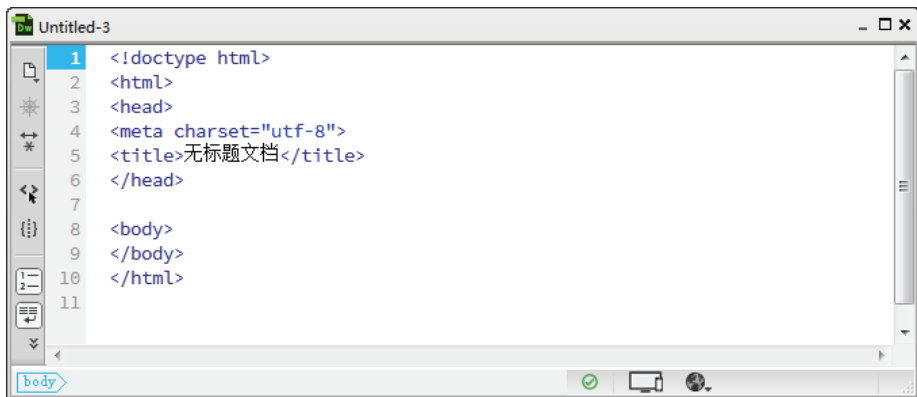 Dw Untitled-3
1 <!doctype html>
2 <html>
3 <head>
4 <meta charset="utf-8">
5 <title>无标题文档</title>
6 </head>
7
8 <body>
9 </body>
10 </html>
11
body